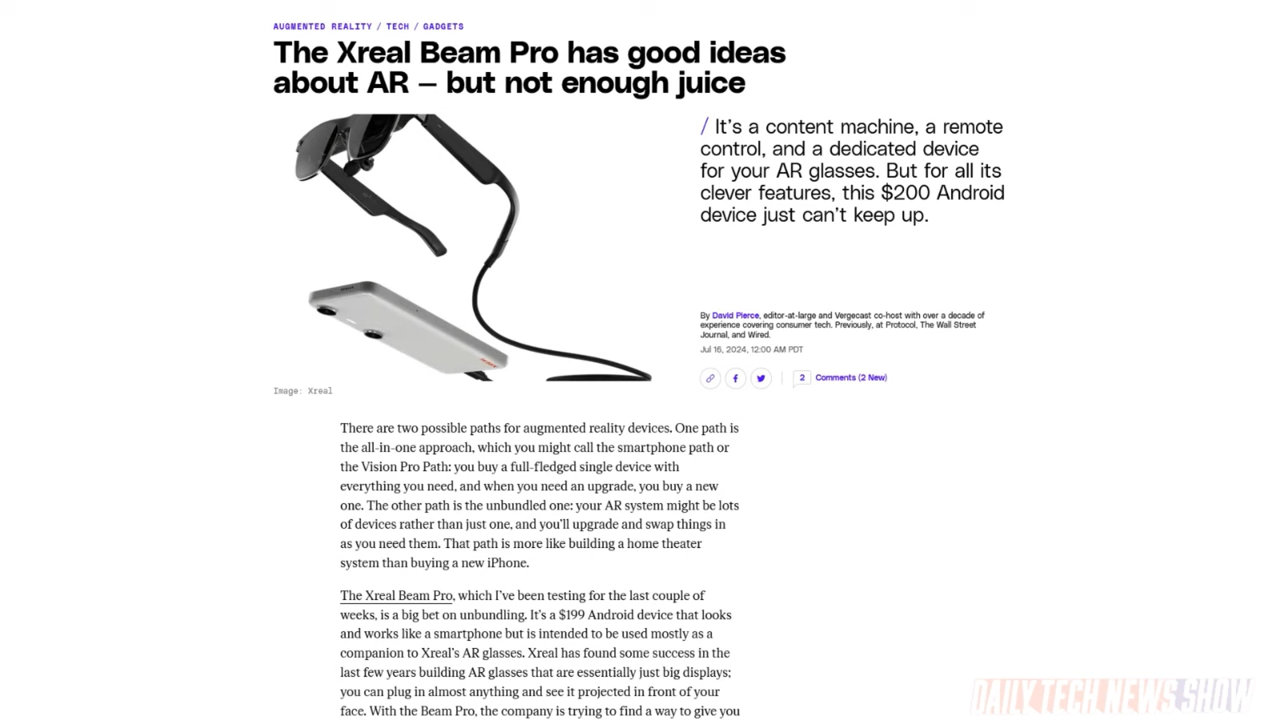 AUGMENTED REALITY / TECH / GADGETS
The Xreal Beam Pro has good ideas
about AR – but not enough juice
/ It's a content machine, a remote
control, and a dedicated device
for your AR glasses. But for all its
clever features, this $200 Android
device just can't keep up.
By David Pierce, editor-at-large and Vergecast co-host with over a decade of
experience covering consumer tech. Previously, at Protocol, The Wall Street
Journal, and Wired.
Jul 16, 2024, 12:00 AM PDT
2 Comments (2 New)
Image: Xreal
There are two possible paths for augmented reality devices. One path is
the all-in-one approach, which you might call the smartphone path or
the Vision Pro Path: you buy a full-fledged single device with
everything you need, and when you need an upgrade, you buy a new
one. The other path is the unbundled one: your AR system might be lots
of devices rather than just one, and you'll upgrade and swap things in
as you need them. That path is more like building a home theater
system than buying a new iPhone.
The Xreal Beam Pro, which I've been testing for the last couple of
weeks, is a big bet on unbundling. It's a $199 Android device that looks
and works like a smartphone but is intended to be used mostly as a
companion to Xreal's AR glasses. Xreal has found some success in the
last few years building AR glasses that are essentially just big displays;
you can plug in almost anything and see it projected in front of your
face. With the Beam Pro, the company is trying to find a way to give you
DAILY TECH NEWS SHOW